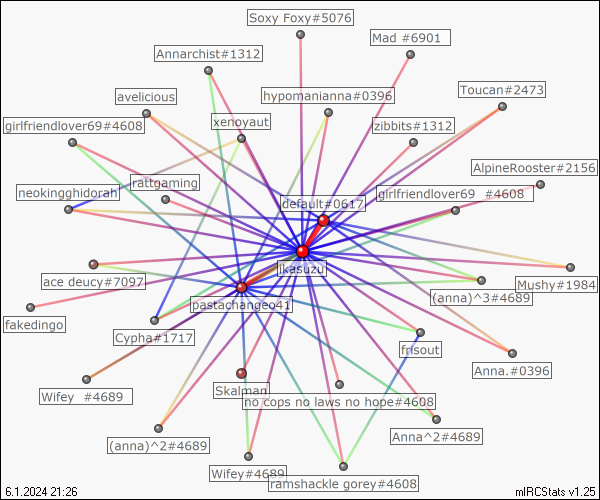 Soxy Foxy#5076
Mad #6901
Annarchist#1312
Toucan#2473
avelicious
hypomanianna#0396
girlfriendlover69#4608
xenoyaut
zibbits#1312
AlpineRooster#2156
rattgaming
neokingghidorah
girlfriendlover69 #4608
default#0617
jkasuzu
ace deucy#7097
Mushy#1984
(anna)^3#4689
pastachangeo41
fakedingo
Cypha#1717
frisout
Anna.#0396
Skalman
Wifey #4689
no cops no laws no hope#4608
Anna^2#4689
(anna)^2#4689
Wifey#4689
ramshackle gorey#4608
6.1.2024 21:26
mIRCStats v1.25